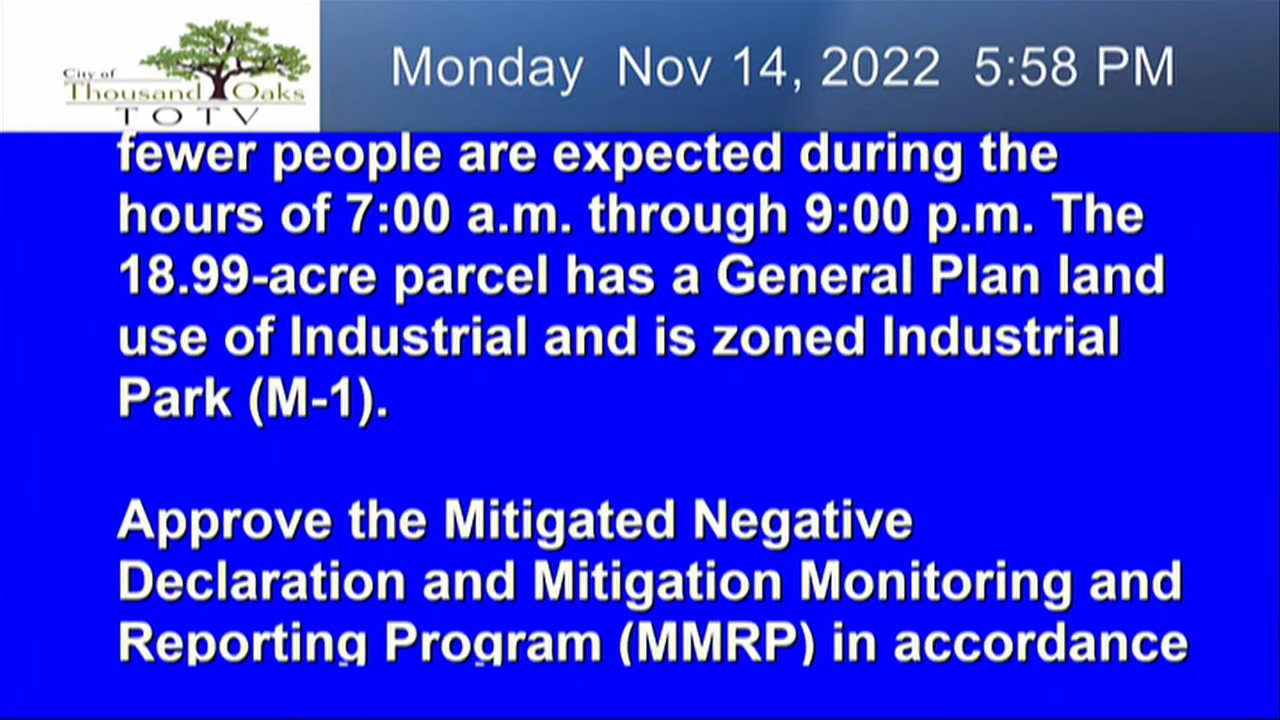 City of
Thousand Oaks
TOTV
Monday Nov 14, 2022 5:58 PM
fewer people are expected during the
hours of 7:00 a.m. through 9:00 p.m. The
18.99-acre parcel has a General Plan land
use of Industrial and is zoned Industrial
Park (M-1).
Approve the Mitigated Negative
Declaration and Mitigation Monitoring and
Reporting Program (MMRP) in accordance